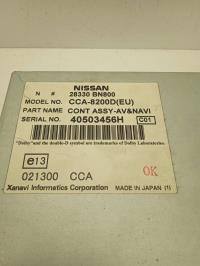 NISSAN
N # 28330 BN800
MODEL NO. CCA-8200D(EU)
PART NAME CONT ASSY-AV&NAVI
SERIAL NO. 40503456H C01
"Dolby"and the double-D symbol are trademarks of Dolby Laboratories.
e13
021300 CCA
OK
Xanavi Informatics Corporation MADE IN JAPAN (1)